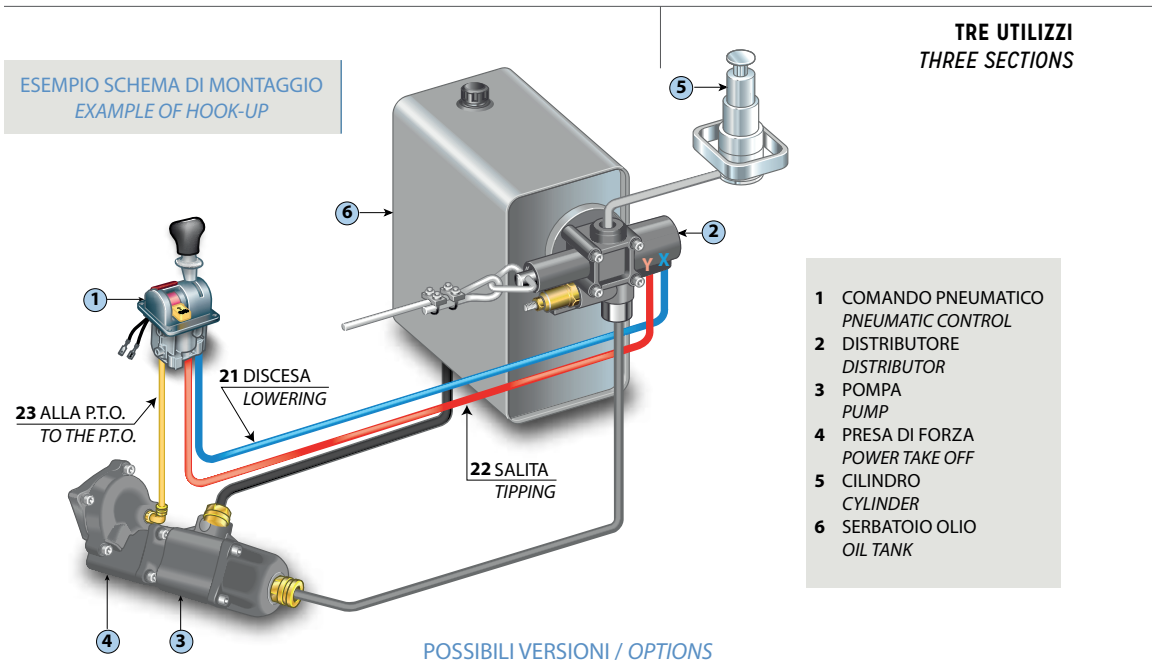 TRE UTILIZZI
THREE SECTIONS
ESEMPIO SCHEMA DI MONTAGGIO
EXAMPLE OF HOOK-UP
5
6
2
Y X
1
21 DISCESA
LOWERING
23 ALLA P.T.O.
TO THE P.T.O.
22 SALITA
TIPPING
4
3
1 COMANDO PNEUMATICO
PNEUMATIC CONTROL
2 DISTRIBUTORE
DISTRIBUTOR
3 POMPA
PUMP
4 PRESA DI FORZA
POWER TAKE OFF
5 CILINDRO
CYLINDER
6 SERBATOIO OLIO
OIL TANK
POSSIBILI VERSIONI / OPTIONS